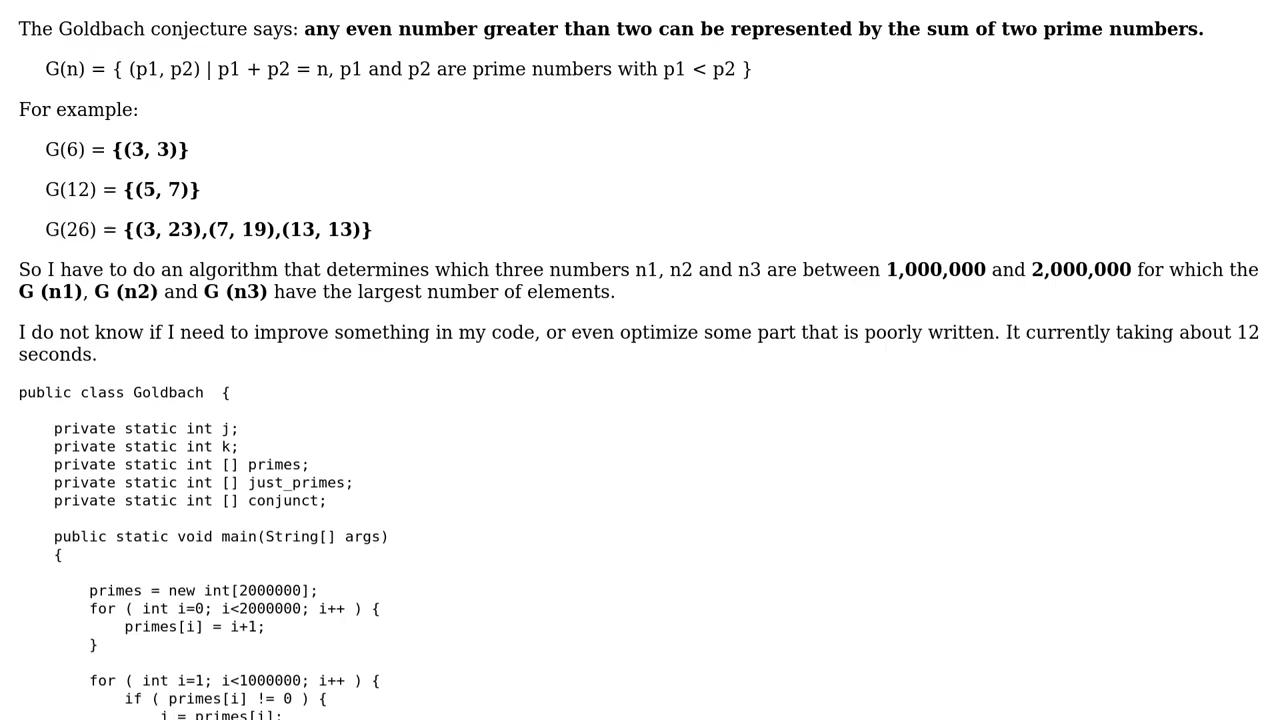 The Goldbach conjecture says: any even number greater than two can be represented by the sum of two prime numbers.
G(n) = { (p1, p2) | p1 + p2 = n, p1 and p2 are prime numbers with p1 < p2 }
For example:
G(6) = {(3, 3)}
G(12) = {(5, 7)}
G(26) = {(3, 23),(7, 19),(13, 13)}
So I have to do an algorithm that determines which three numbers n1, n2 and n3 are between 1,000,000 and 2,000,000 for which the
G (n1), G (n2) and G (n3) have the largest number of elements.
I do not know if I need to improve something in my code, or even optimize some part that is poorly written. It currently taking about 12
seconds.
public class Goldbach  {
    private static int j;
    private static int k;
    private static int [] primes;
    private static int [] just_primes;
    private static int [] conjunct;
    public static void main(String[] args)
    {
        primes = new int[2000000];
        for ( int i=0; i<2000000; i++ ) {
            primes[i] = i+1;
        }
        for ( int i=1; i<1000000; i++ ) {
            if ( primes[i] != 0 ) {
                j = primes[i];